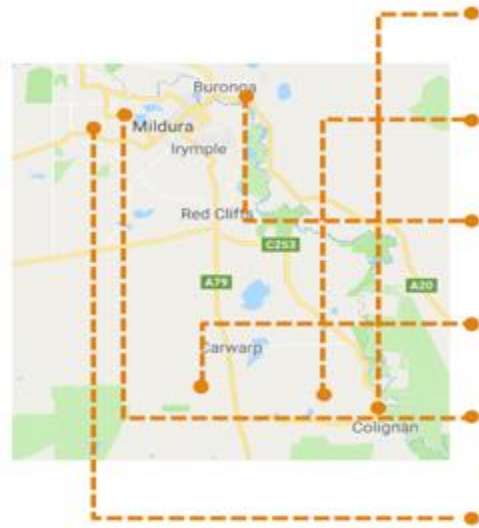 Buronga
Mildura
Irymple
Red Cliffs
C253
A79
A20
Carwarp
Colignan